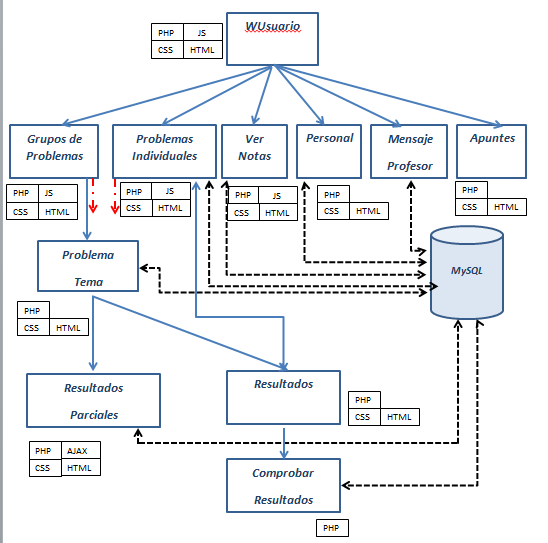 WUsuario
PHP JS
CSS HTML
Grupos de
Problemas
Problemas
Individuales
Ver
Notas
Personal
Mensaje
Profesor
Apuntes
PHP JS
CSS HTML
PHP JS
CSS HTML
PHP JS
CSS HTML
PHP
CSS HTML
PHP
CSS HTML
Problema
Tema
MySQL
PHP
CSS HTML
Resultados
Parciales
Resultados
PHP
CSS HTML
PHP AJAX
CSS HTML
Comprobar
Resultados
PHP